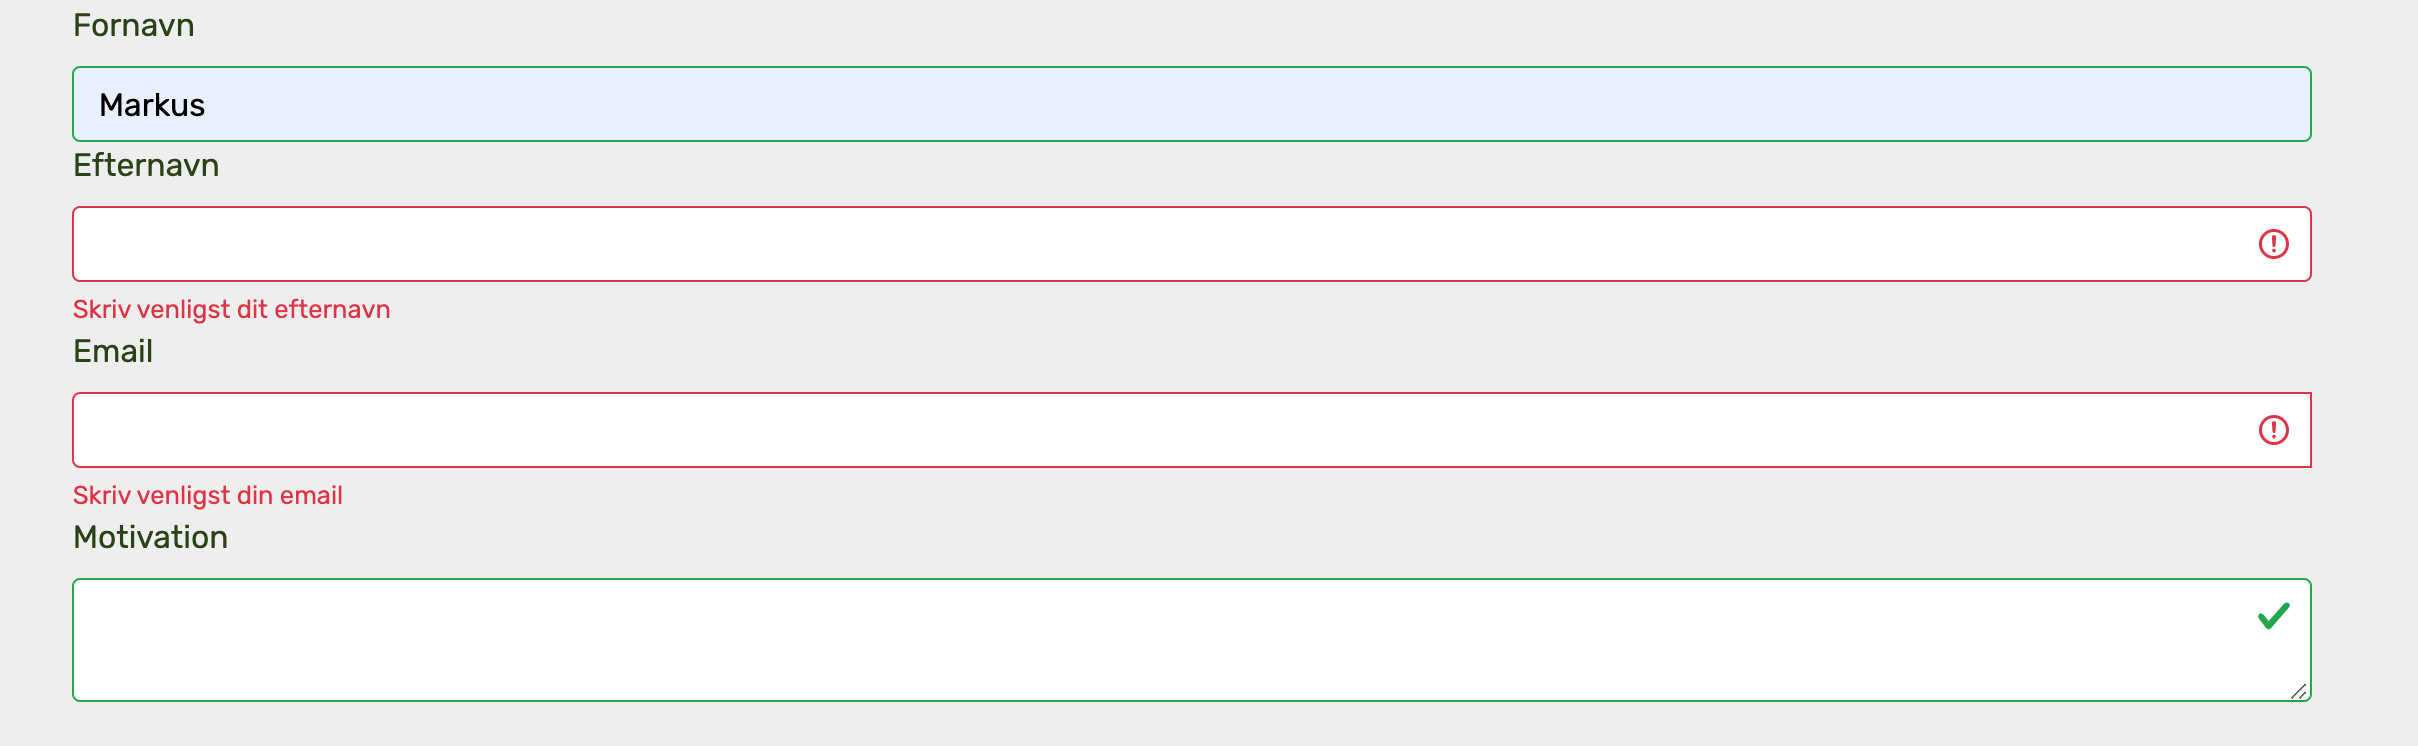 Fornavn
Markus
Efternavn
Skriv venligst dit efternavn
Email
Skriv venligst din email
Motivation